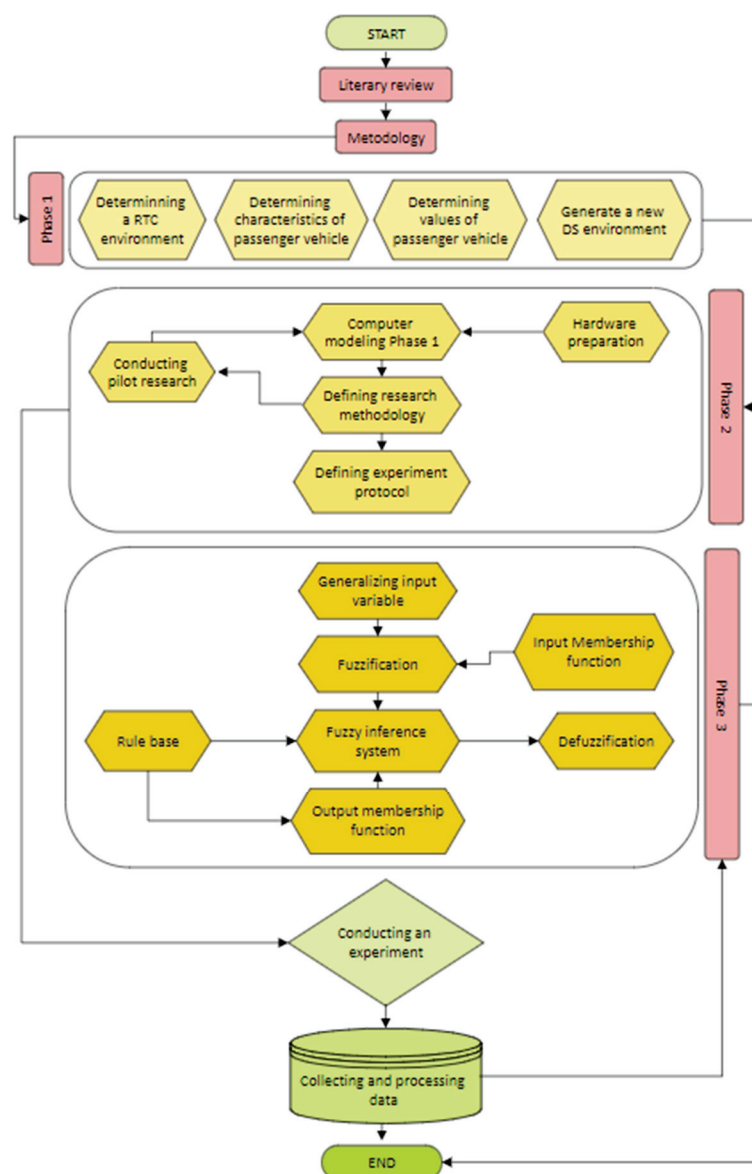 START
Literary review
Metodology
Phase 1
Determinning
a RTC
environment
Determining
characteristics of
passenger vehicle
Determining
values of
passenger vehicle
Generate a new
DS environment
Phase 2
Computer
modeling Phase 1
Hardware
preparation
Conducting
pilot research
Defining research
methodology
Defining experiment
protocol
Phase 3
Generalizing input
variable
Fuzzification
Input Membership
function
Rule base
Fuzzy inference
system
Defuzzification
Output membership
function
Conducting an
experiment
Collecting and processing
data
END